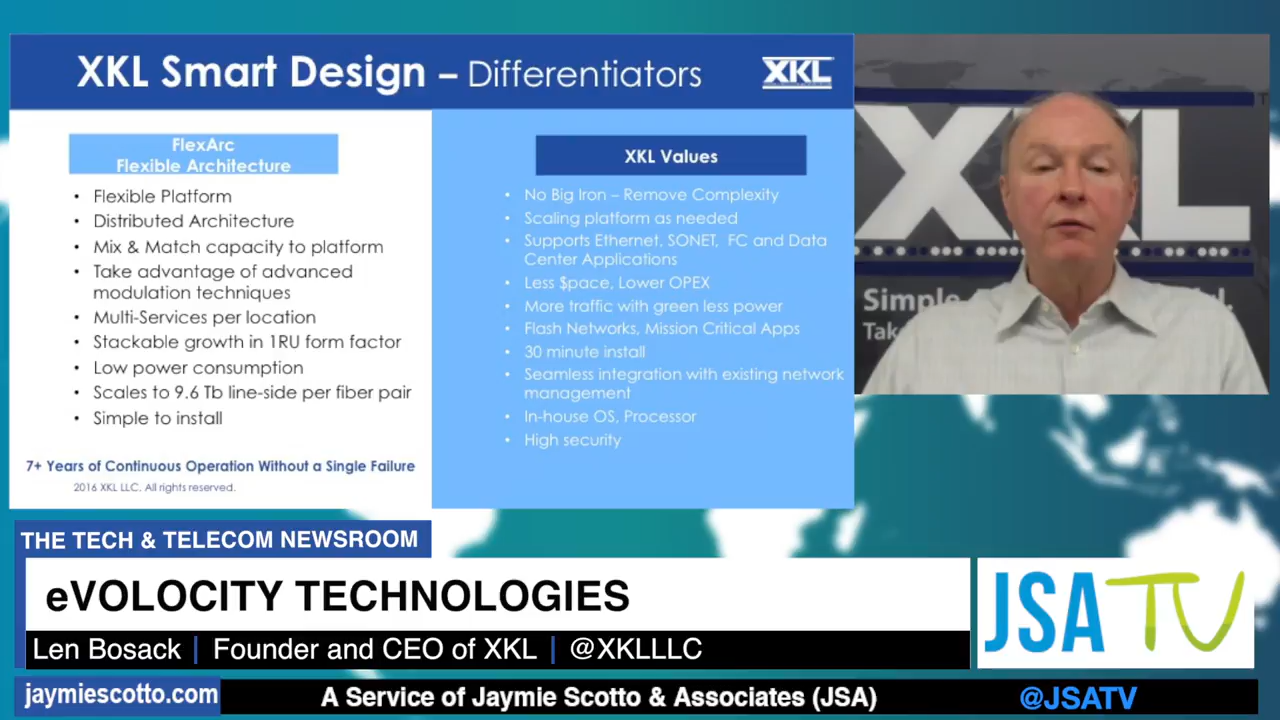 XKL Smart Design – Differentiators
XKL
FlexArc
Flexible Architecture
• Flexible Platform
• Distributed Architecture
• Mix & Match capacity to platform
• Take advantage of advanced
modulation techniques
• Multi-Services per location
• Stackable growth in 1RU form factor
• Low power consumption
• Scales to 9.6 Tb line-side per fiber pair
• Simple to install
7+ Years of Continuous Operation Without a Single Failure
2016 XKL LLC. All rights reserved.
XKL Values
• No Big Iron – Remove Complexity
• Scaling platform as needed
• Supports Ethernet, SONET, FC and Data
Center Applications
• Less $pace, Lower OPEX
• More traffic with green less power
• Flash Networks, Mission Critical Apps
• 30 minute install
• Seamless integration with existing network
management
• In-house OS, Processor
• High security
XKL
Simple.
THE TECH & TELECOM NEWSROOM
eVOLOCITY TECHNOLOGIES
Len Bosack | Founder and CEO of XKL | @XKLLLC
JSA TV
jaymiescotto.com
A Service of Jaymie Scotto & Associates (JSA)
@JSATV